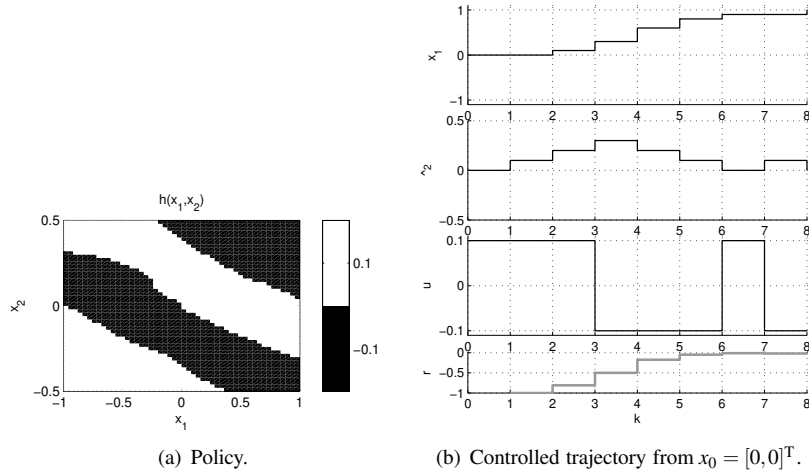 h(x1,x2)
0.5
0
−0.5
x2
−1
−0.5
0
0.5
1
x1
0.1
−0.1
(a) Policy.
1
0
−1
x1
0 1 2 3 4 5 6 7 8
0.5
0
−0.5
^2
0 1 2 3 4 5 6 7 8
0.1
0
−0.1
u
0 1 2 3 4 5 6 7 8
0
−0.5
−1
r
0 1 2 3 4 5 6 7 8
k
(b) Controlled trajectory from x0 = [0,0]T.